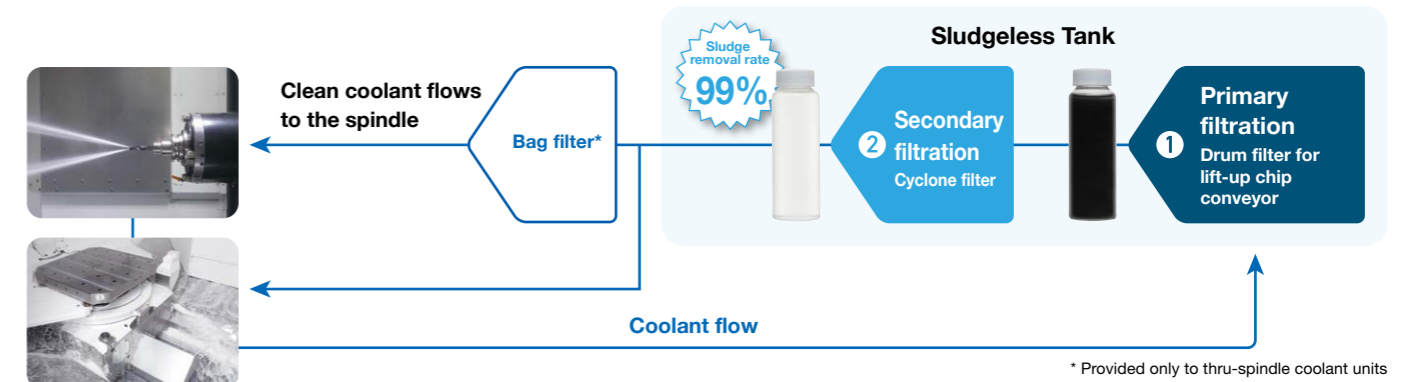 Sludgeless Tank
Sludge
removal rate
99%
Clean coolant flows
to the spindle
Bag filter*
2
Secondary
filtration
Cyclone filter
1
Primary
filtration
Drum filter for
lift-up chip
conveyor
Coolant flow
* Provided only to thru-spindle coolant units